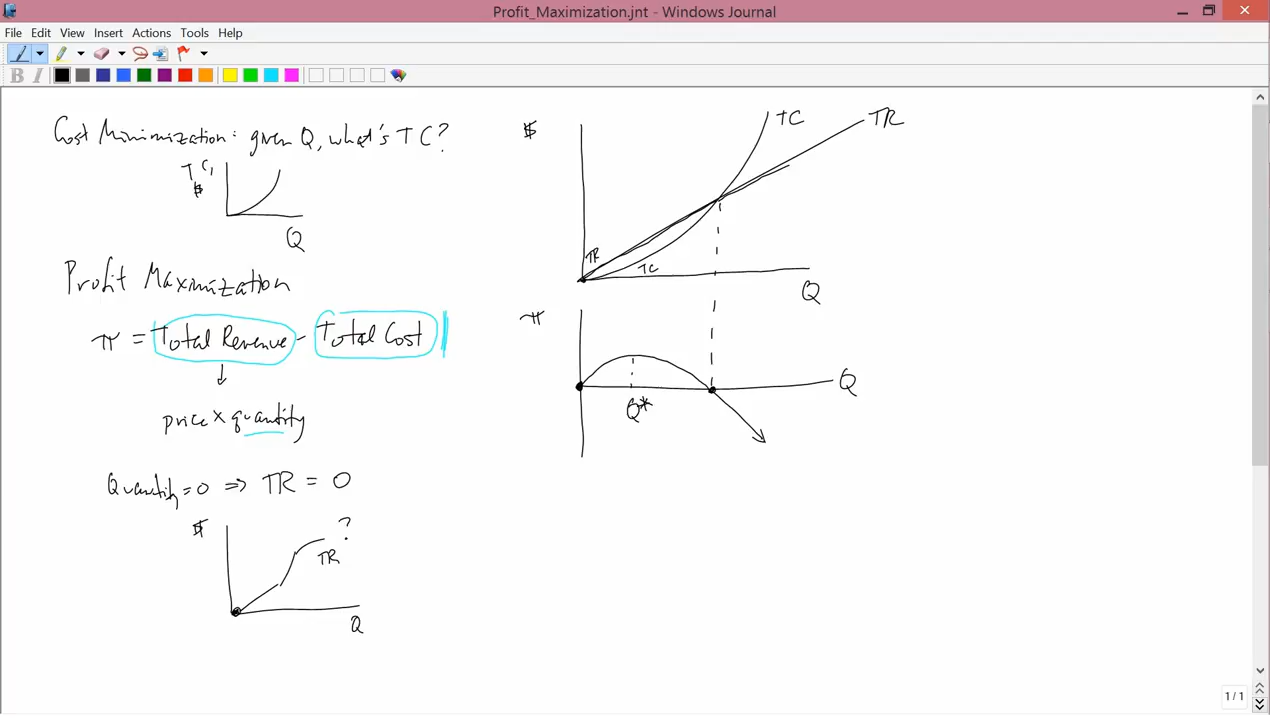 Profit_Maximization.jnt - Windows Journal
File Edit View Insert Actions Tools Help
B I
Cost Minimization: given Q, what's TC?
TC,
$
Q
Profit Maximization
π = Total Revenue - Total Cost
price × quantity
Quantity = 0 ⇒ TR = 0
$
?
TR
Q
$
TC
TR
TR
TC
Q
π
Q
Q*
1 / 1